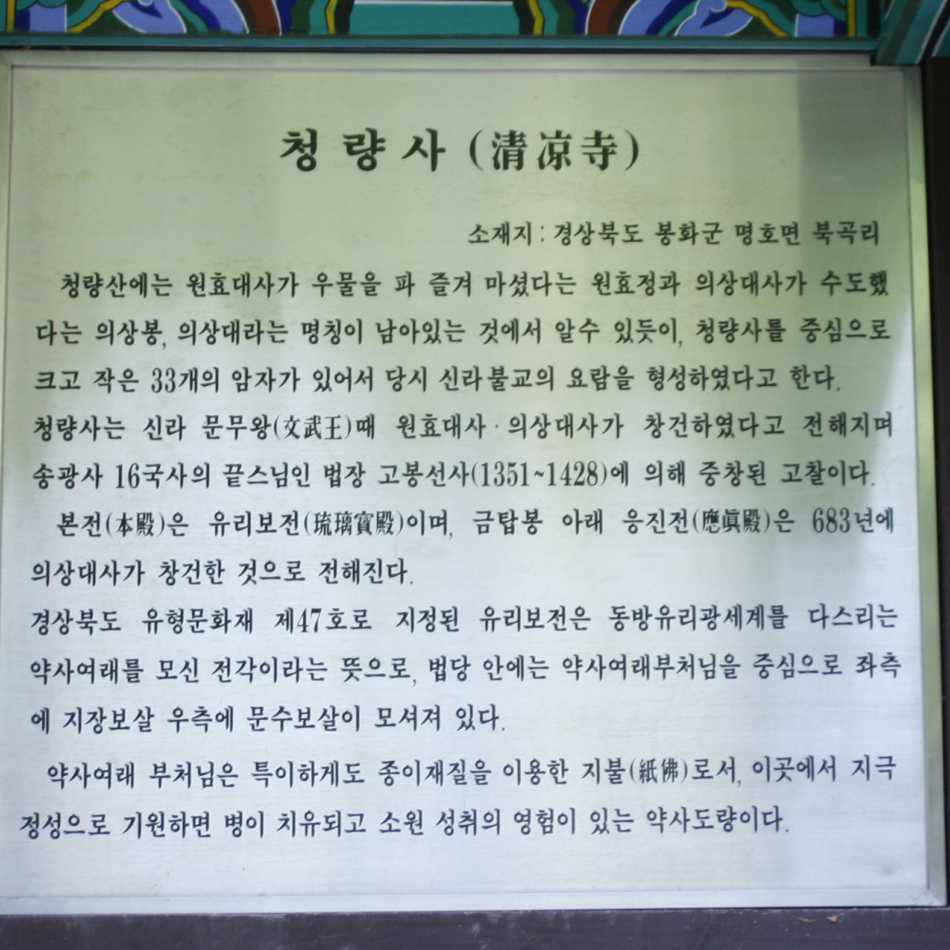 청량사 (清凉寺)
소재지 : 경상북도 봉화군 명호면 북곡리
청량산에는 원효대사가 우물을 파 즐겨 마셨다는 원효정과 의상대사가 수도했
다는 의상봉, 의상대라는 명칭이 남아있는 것에서 알수 있듯이, 청량사를 중심으로
크고 작은 33개의 암자가 있어서 당시 신라불교의 요람을 형성하였다고 한다.
청량사는 신라 문무왕(文武王)때 원효대사·의상대사가 창건하였다고 전해지며
송광사 16국사의 끝스님인 법장 고봉선사(1351~1428)에 의해 중창된 고찰이다.
본전(本殿)은 유리보전(琉璃寶殿)이며, 금탑봉 아래 응진전(應眞殿)은 683년에
의상대사가 창건한 것으로 전해진다.
경상북도 유형문화재 제47호로 지정된 유리보전은 동방유리광세계를 다스리는
약사여래를 모신 전각이라는 뜻으로, 법당 안에는 약사여래부처님을 중심으로 좌측
에 지장보살 우측에 문수보살이 모셔져 있다.
약사여래 부처님은 특이하게도 종이재질을 이용한 지불(紙佛)로서, 이곳에서 지극
정성으로 기원하면 병이 치유되고 소원 성취의 영험이 있는 약사도량이다.